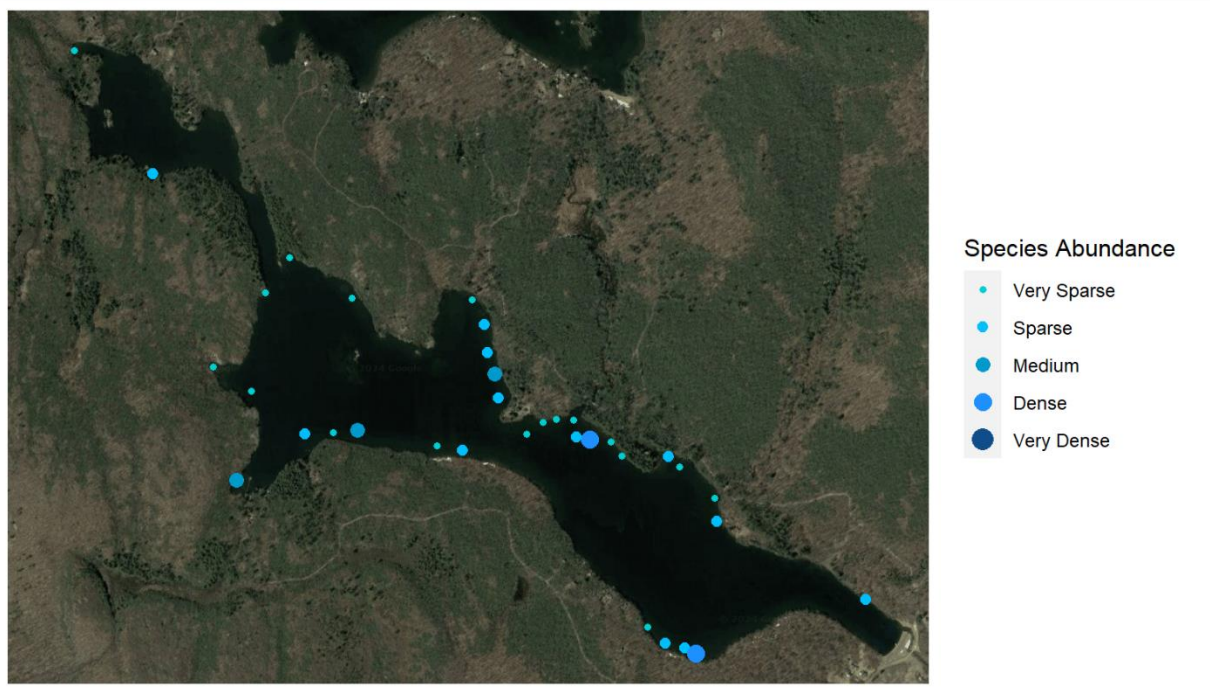 Species Abundance
Very Sparse
Sparse
Medium
Dense
Very Dense